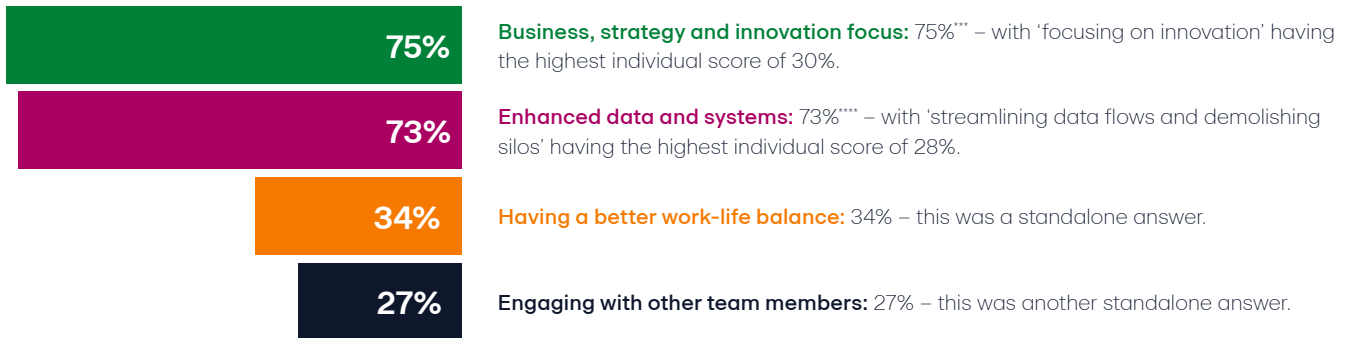 75%
Business, strategy and innovation focus: 75%*** – with ‘focusing on innovation’ having
the highest individual score of 30%.
73%
Enhanced data and systems: 73%**** – with ‘streamlining data flows and demolishing
silos’ having the highest individual score of 28%.
34%
Having a better work-life balance: 34% – this was a standalone answer.
27%
Engaging with other team members: 27% – this was another standalone answer.